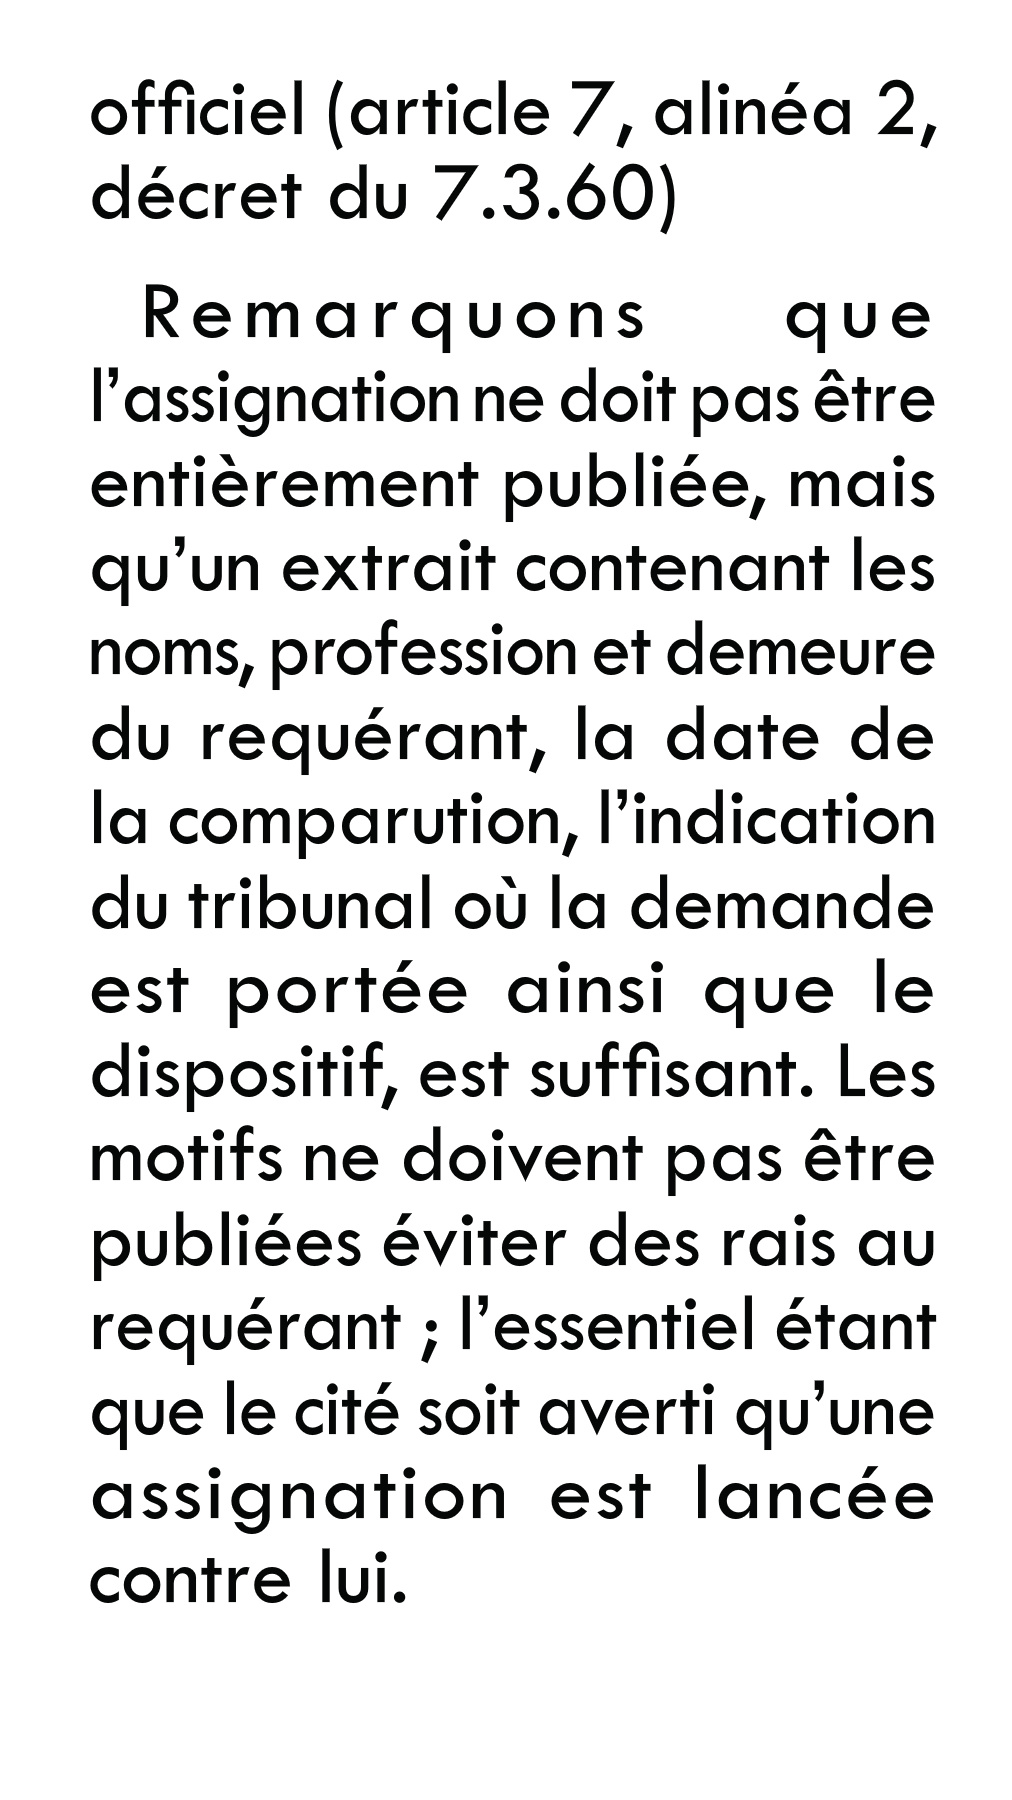 officiel (article 7, alinéa 2,
décret du 7.3.60)
Remarquons que
l’assignation ne doit pas être
entièrement publiée, mais
qu’un extrait contenant les
noms, profession et demeure
du requérant, la date de
la comparution, l’indication
du tribunal où la demande
est portée ainsi que le
dispositif, est suffisant. Les
motifs ne doivent pas être
publiées éviter des rais au
requérant ; l’essentiel étant
que le cité soit averti qu’une
assignation est lancée
contre lui.